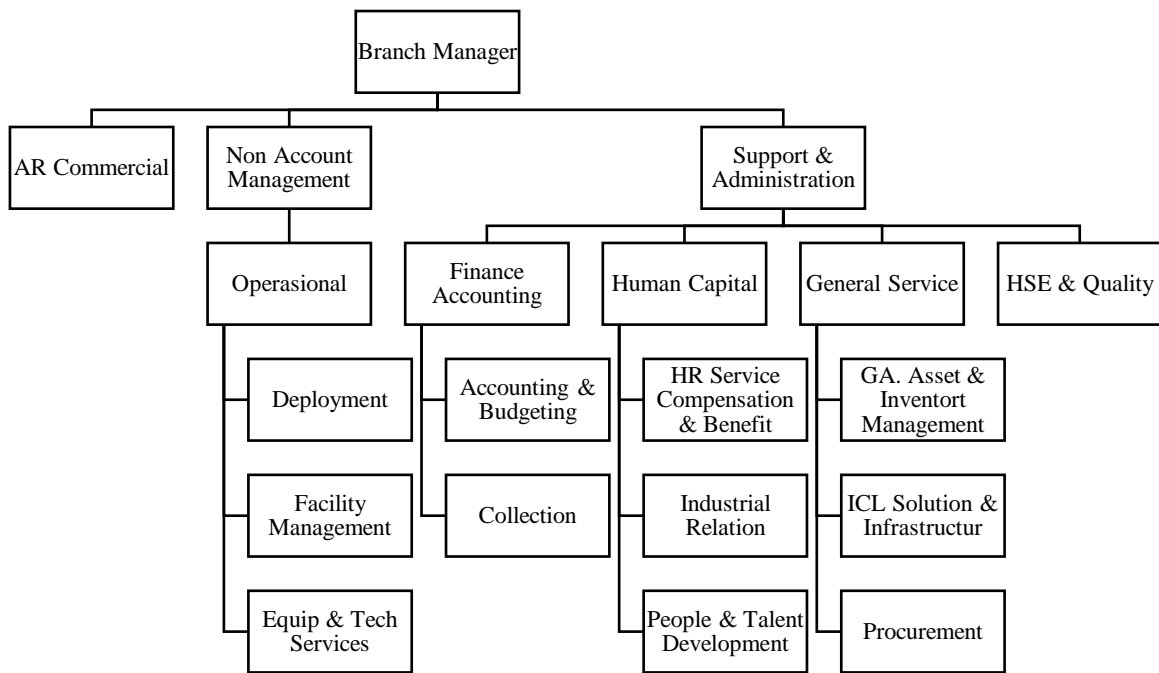 Branch Manager
AR Commercial
Non Account
Management
Support &
Administration
Operasional
Finance
Accounting
Human Capital
General Service
HSE & Quality
Deployment
Accounting &
Budgeting
HR Service
Compensation
& Benefit
GA. Asset &
Inventort
Management
Facility
Management
Collection
Industrial
Relation
ICL Solution &
Infrastructur
Equip & Tech
Services
People & Talent
Development
Procurement